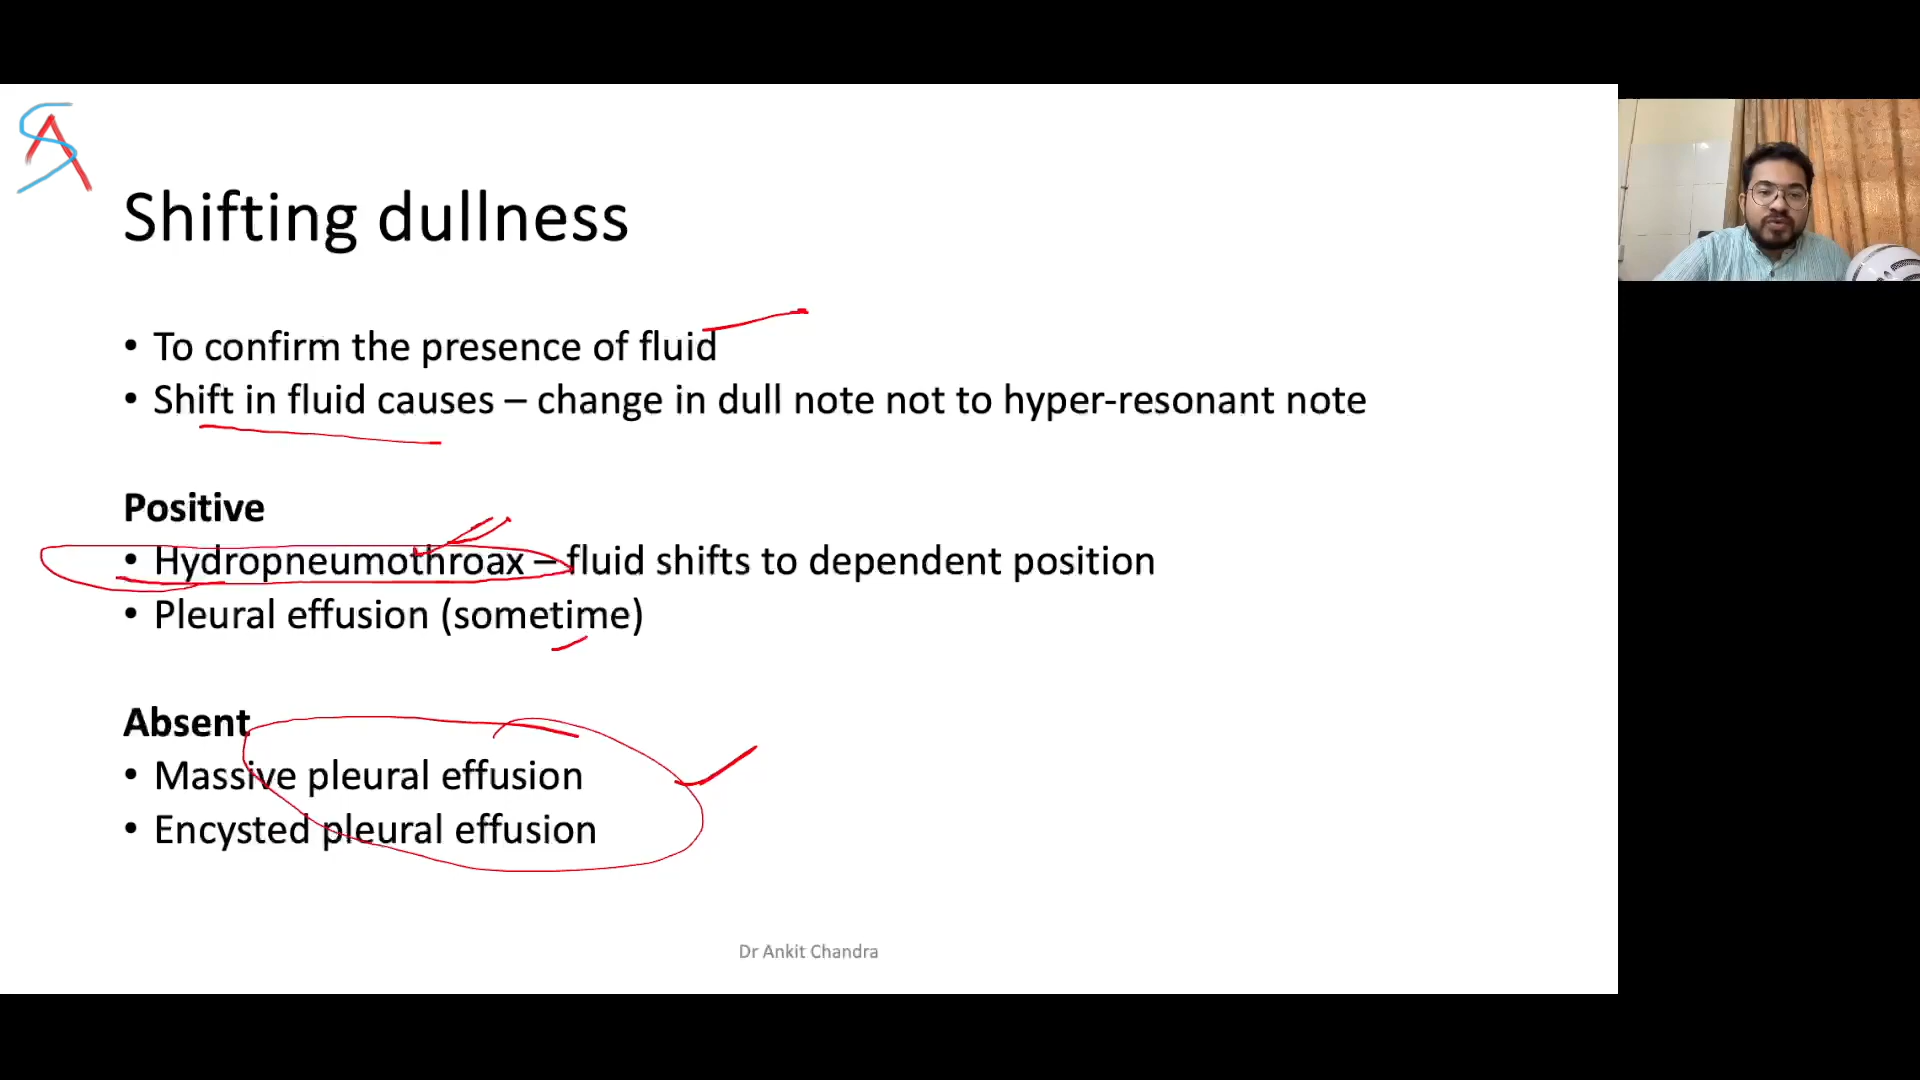 SA
Shifting dullness
• To confirm the presence of fluid
• Shift in fluid causes – change in dull note not to hyper-resonant note
Positive
• Hydropneumothroax – fluid shifts to dependent position
• Pleural effusion (sometime)
Absent
• Massive pleural effusion
• Encysted pleural effusion
Dr Ankit Chandra